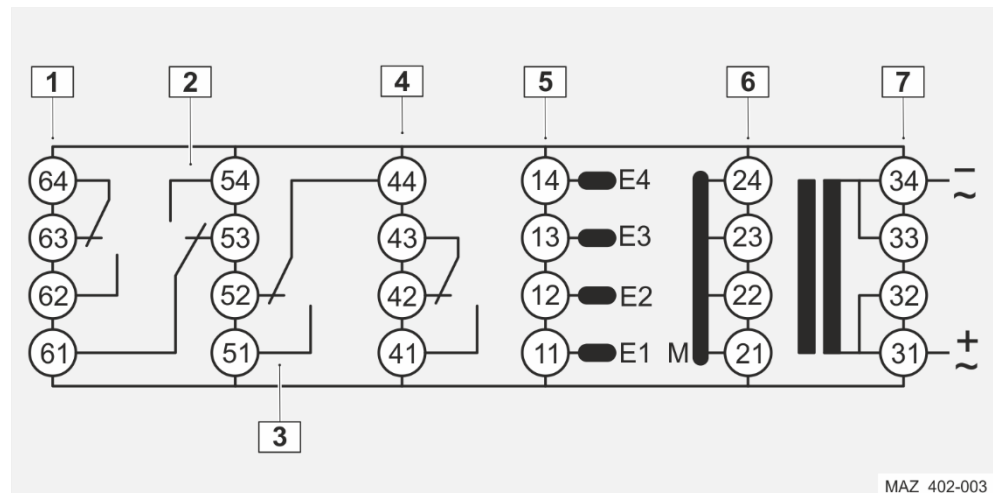 1 2 4 5 6 7
64 54 44 14 E4 24 34 − ~
63 53 43 13 E3 23 33
62 52 42 12 E2 22 32
61 51 41 11 E1 M 21 31 + ~
3
MAZ 402-003